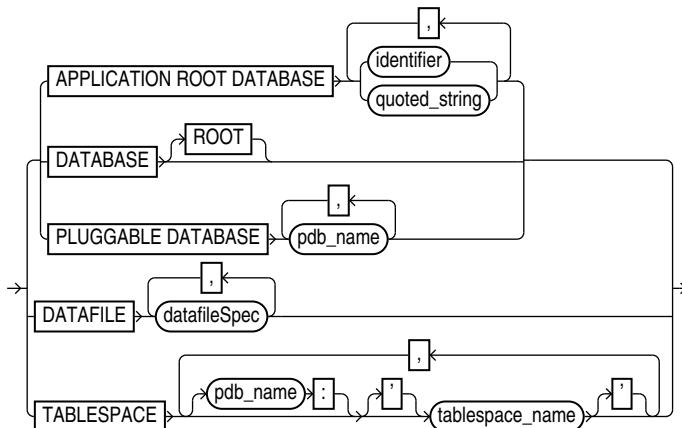 ,
APPLICATION ROOT DATABASE identifier
quoted_string
DATABASE ROOT
,
PLUGGABLE DATABASE pdb_name
,
DATAFILE datafileSpec
,
TABLESPACE pdb_name : ’ tablespace_name ’